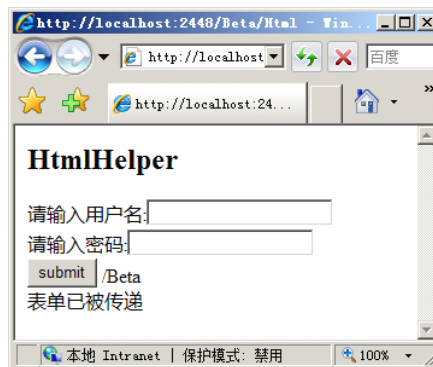 http://localhost:2448/Beta/Html - Win...
http://localhost
百度
http://localhost:24...
HtmlHelper
请输入用户名:
请输入密码:
submit /Beta
表单已被传递
本地 Intranet | 保护模式: 禁用
100%